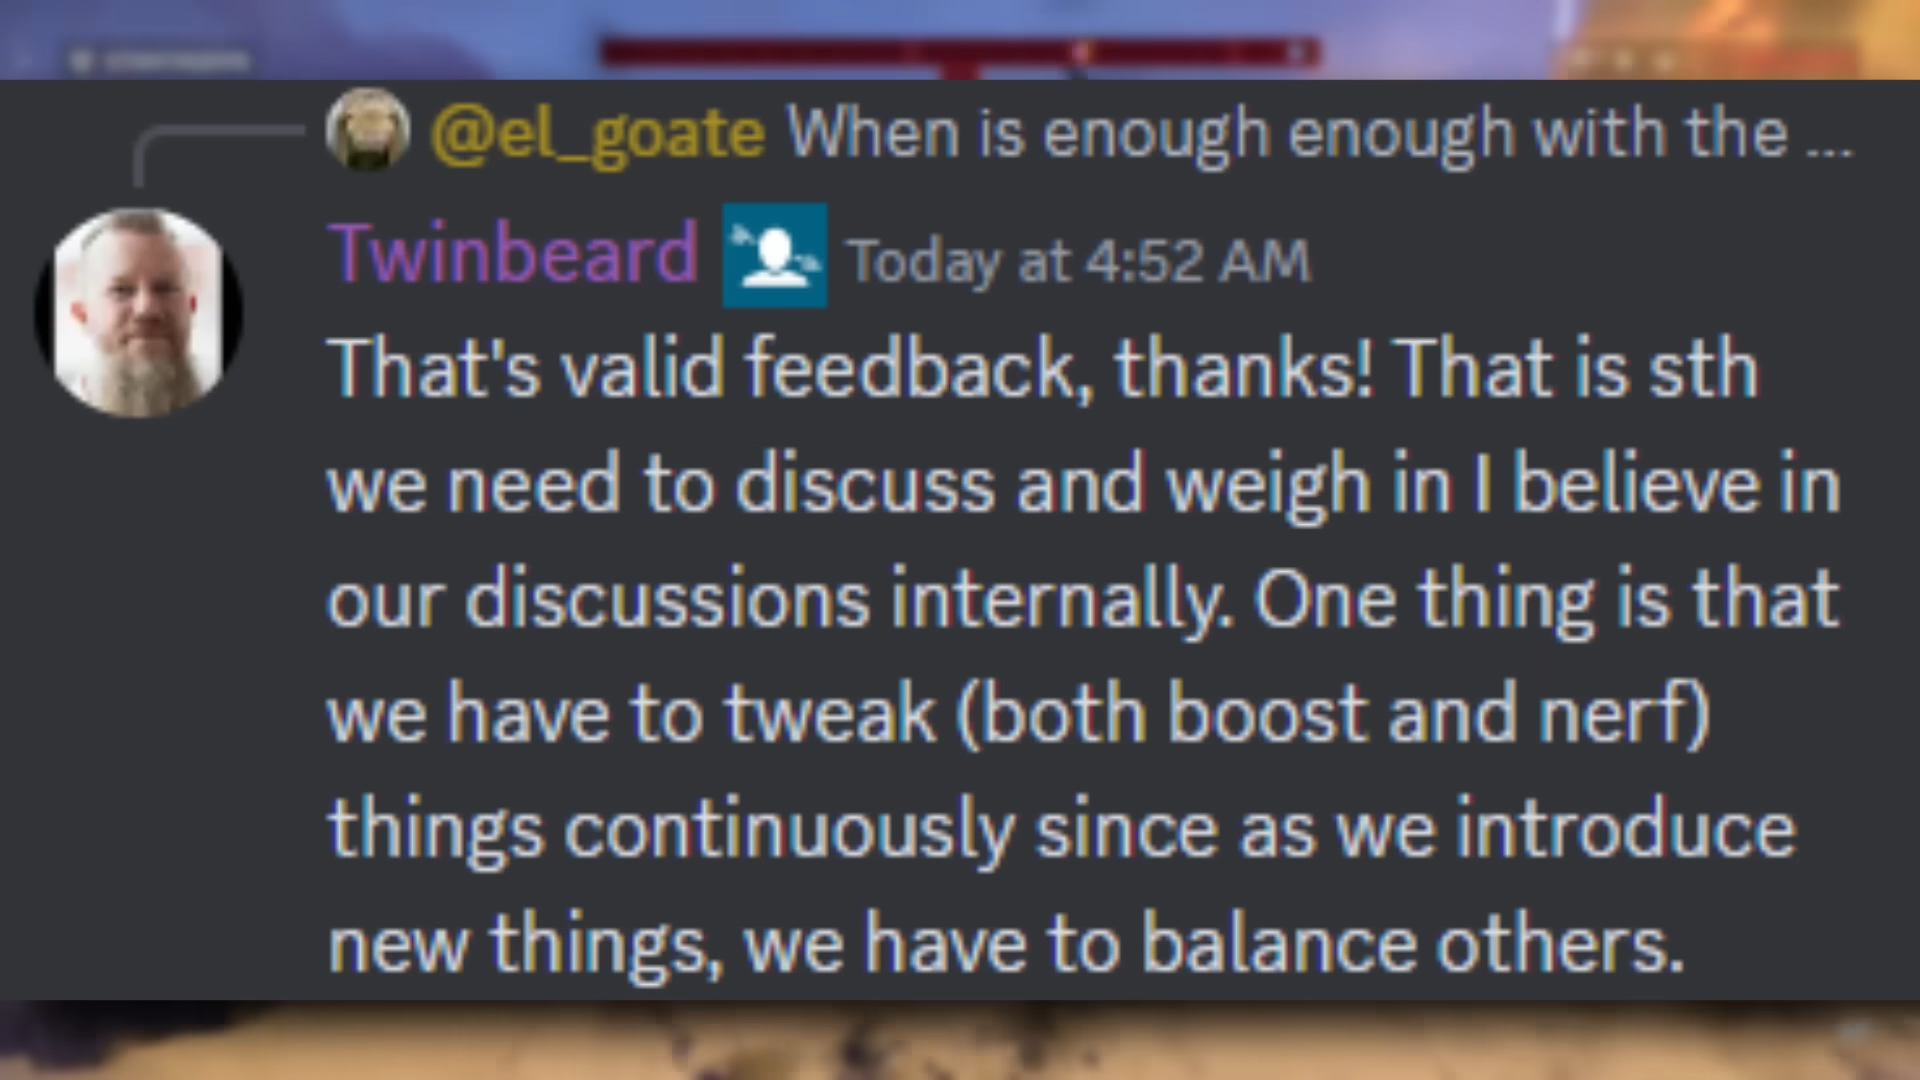 @el_goate When is enough enough with the ...
Twinbeard Today at 4:52 AM
That's valid feedback, thanks! That is sth
we need to discuss and weigh in I believe in
our discussions internally. One thing is that
we have to tweak (both boost and nerf)
things continuously since as we introduce
new things, we have to balance others.